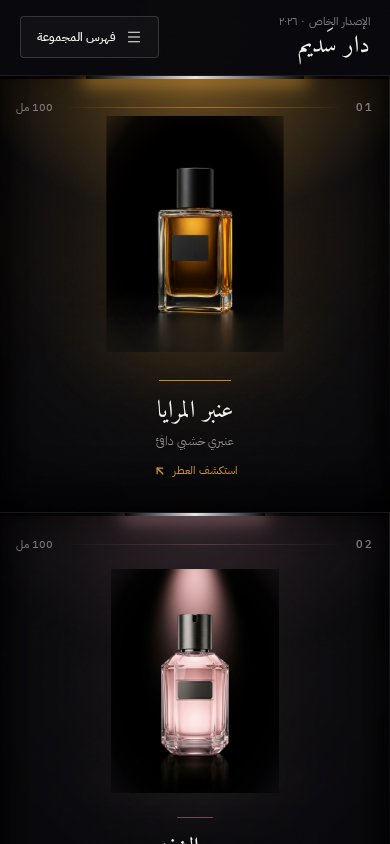 الإصدار الخاص · ٢٠٢٦
دار سَديم
فهرس المجموعة
01
100 مل
عنبر المرايا
عنبري خشبي دافئ
استكشف العطر
02
100 مل